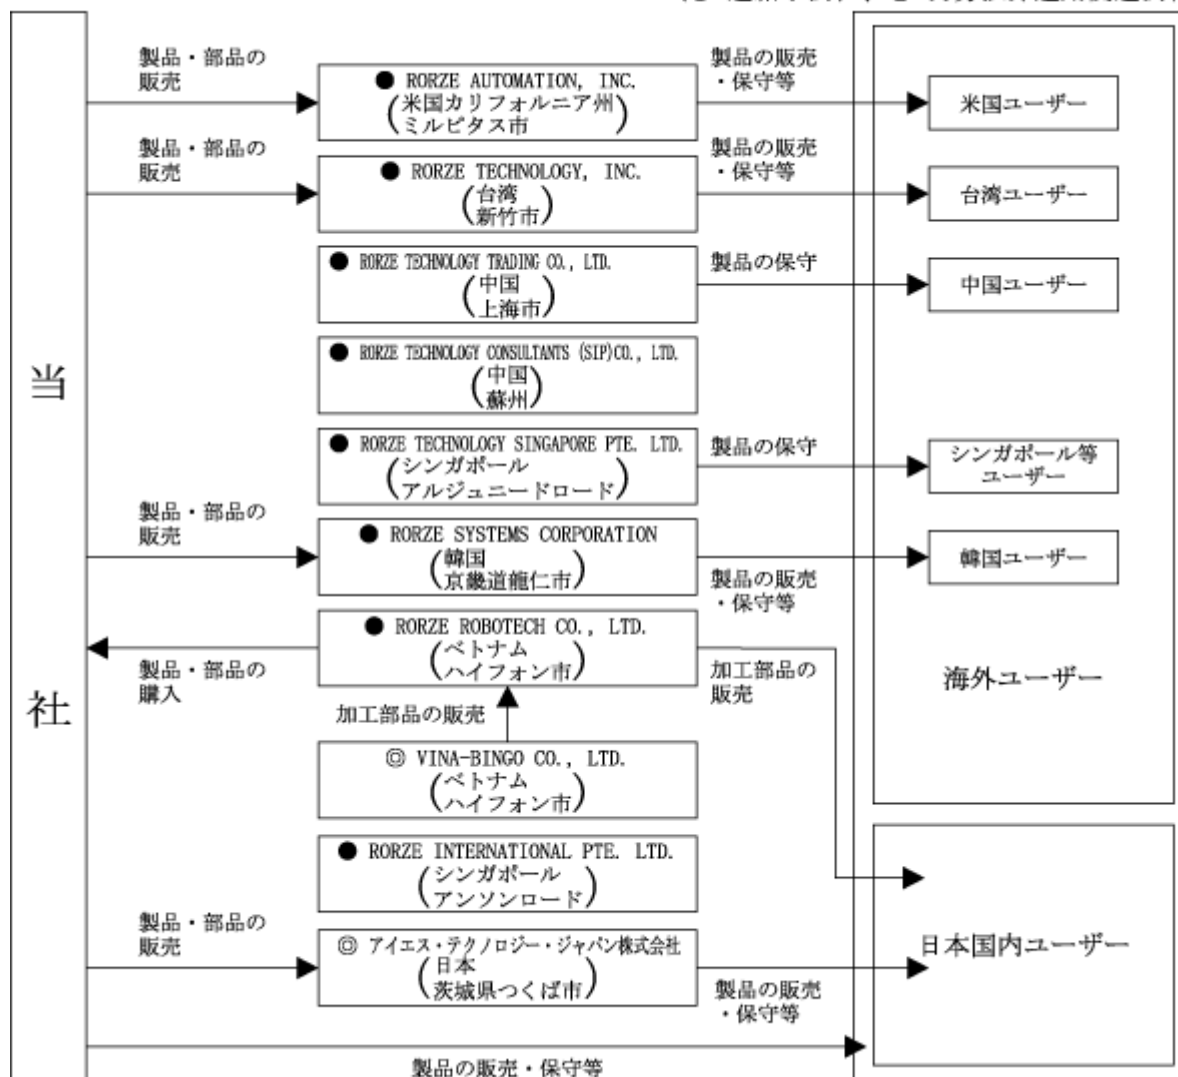 製品・部品の
販売
● RORZE AUTOMATION, INC.
(米国カリフォルニア州
ミルピタス市)
製品の販売
・保守等
米国ユーザー
製品・部品の
販売
● RORZE TECHNOLOGY, INC.
(台湾
新竹市)
製品の販売
・保守等
台湾ユーザー
● RORZE TECHNOLOGY TRADING CO., LTD.
(中国
上海市)
製品の保守
中国ユーザー
● RORZE TECHNOLOGY CONSULTANTS (SIP)CO., LTD.
(中国
蘇州)
● RORZE TECHNOLOGY SINGAPORE PTE. LTD.
(シンガポール
アルジュニードロード)
製品の保守
シンガポール等
ユーザー
製品・部品の
販売
● RORZE SYSTEMS CORPORATION
(韓国
京畿道龍仁市)
製品の販売
・保守等
韓国ユーザー
● RORZE ROBOTECH CO., LTD.
(ベトナム
ハイフォン市)
製品・部品の
購入
加工部品の
販売
海外ユーザー
加工部品の販売
◎ VINA-BINGO CO., LTD.
(ベトナム
ハイフォン市)
● RORZE INTERNATIONAL PTE. LTD.
(シンガポール
アンソンロード)
製品・部品の
販売
◎ アイエス・テクノロジー・ジャパン株式会社
(日本
茨城県つくば市)
製品の販売
・保守等
日本国内ユーザー
製品の販売・保守等
当
社